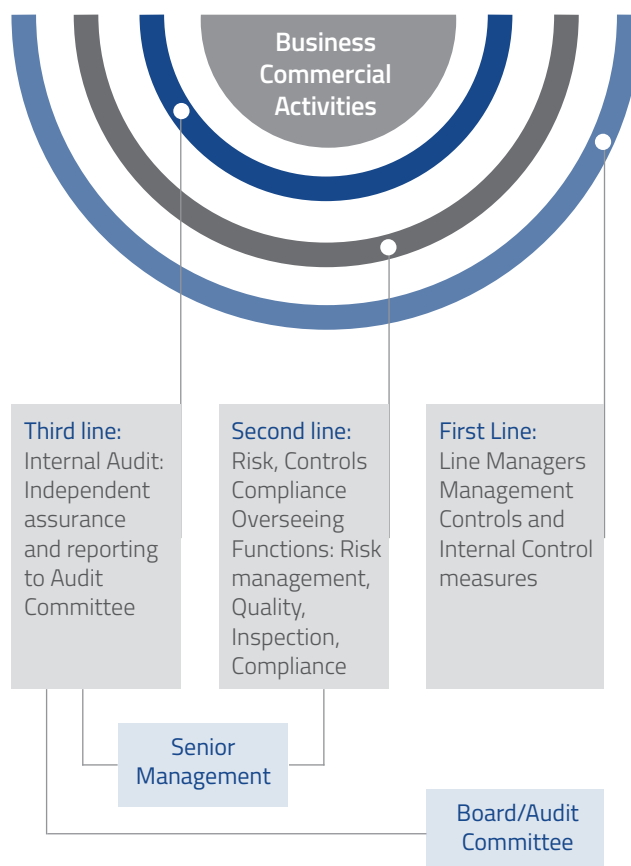 Business
Commercial
Activities
Third line:
Internal Audit:
Independent
assurance
and reporting
to Audit
Committee
Second line:
Risk, Controls
Compliance
Overseeing
Functions: Risk
management,
Quality,
Inspection,
Compliance
First Line:
Line Managers
Management
Controls and
Internal Control
measures
Senior
Management
Board/Audit
Committee